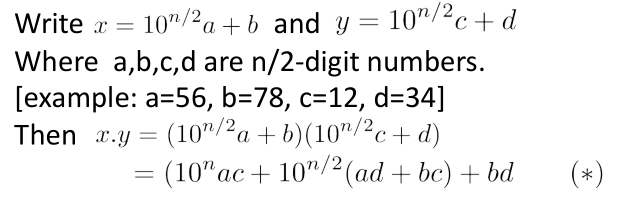 Write x = 10^{n/2}a + b and y = 10^{n/2}c + d
Where a,b,c,d are n/2-digit numbers.
[example: a=56, b=78, c=12, d=34]
Then x.y = (10^{n/2}a + b)(10^{n/2}c + d)
= (10^n ac + 10^{n/2}(ad + bc) + bd (*)